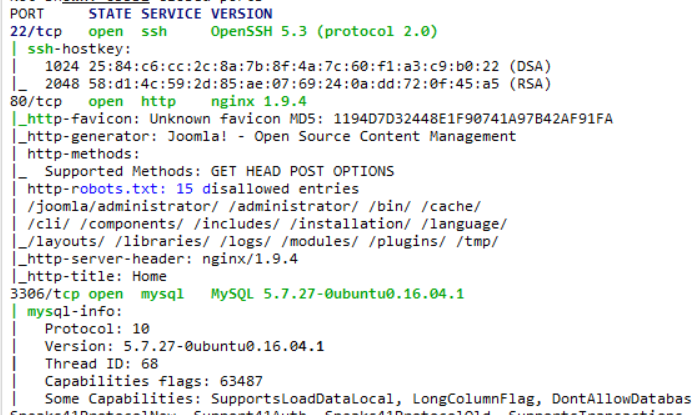 PORT STATE SERVICE VERSION
22/tcp open ssh OpenSSH 5.3 (protocol 2.0)
| ssh-hostkey:
| 1024 25:84:c6:cc:2c:8a:7b:8f:4a:7c:60:f1:a3:c9:b0:22 (DSA)
|_ 2048 58:d1:4c:59:2d:85:ae:07:69:24:0a:dd:72:0f:45:a5 (RSA)
80/tcp open http nginx 1.9.4
|_http-favicon: Unknown favicon MD5: 1194D7D32448E1F90741A97B42AF91FA
|_http-generator: Joomla! - Open Source Content Management
| http-methods:
|_ Supported Methods: GET HEAD POST OPTIONS
| http-robots.txt: 15 disallowed entries
| /joomla/administrator/ /administrator/ /bin/ /cache/
| /cli/ /components/ /includes/ /installation/ /language/
|_/layouts/ /libraries/ /logs/ /modules/ /plugins/ /tmp/
|_http-server-header: nginx/1.9.4
|_http-title: Home
3306/tcp open mysql MySQL 5.7.27-0ubuntu0.16.04.1
| mysql-info:
| Protocol: 10
| Version: 5.7.27-0ubuntu0.16.04.1
| Thread ID: 68
| Capabilities flags: 63487
| Some Capabilities: SupportsLoadDataLocal, LongColumnFlag, DontAllowDatabas